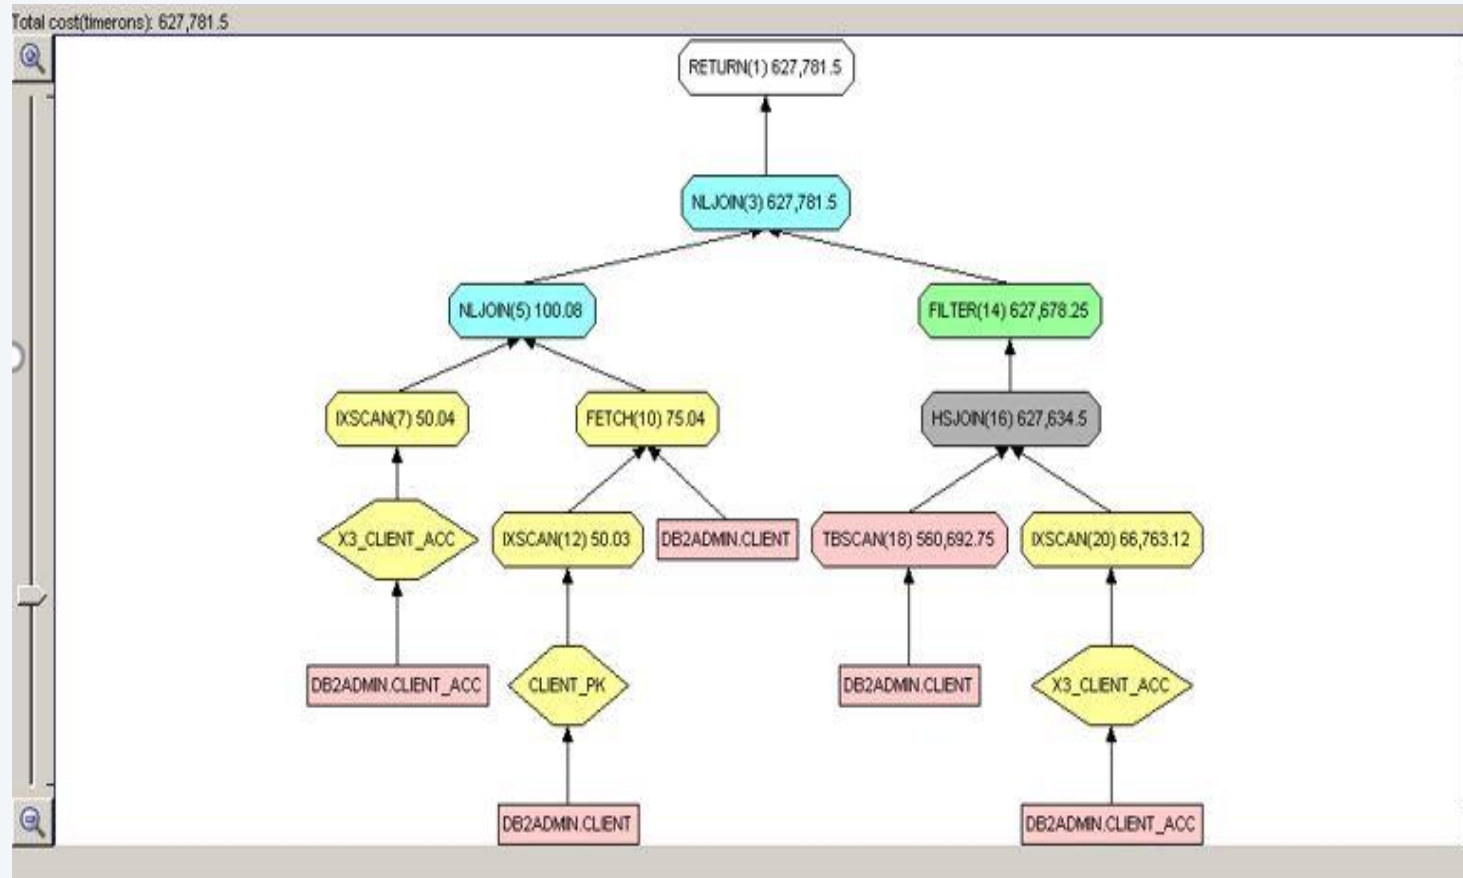 Total cost(timerons): 627,781.5
RETURN(1) 627,781.5
NLJOIN(3) 627,781.5
NLJOIN(5) 100.08
FILTER(14) 627,678.25
IXSCAN(7) 50.04
FETCH(10) 75.04
HSJOIN(16) 627,634.5
X3_CLIENT_ACC
IXSCAN(12) 50.03
DB2ADMIN.CLIENT
TBSCAN(18) 560,692.75
IXSCAN(20) 66,763.12
DB2ADMIN.CLIENT_ACC
CLIENT_PK
DB2ADMIN.CLIENT
X3_CLIENT_ACC
DB2ADMIN.CLIENT
DB2ADMIN.CLIENT_ACC